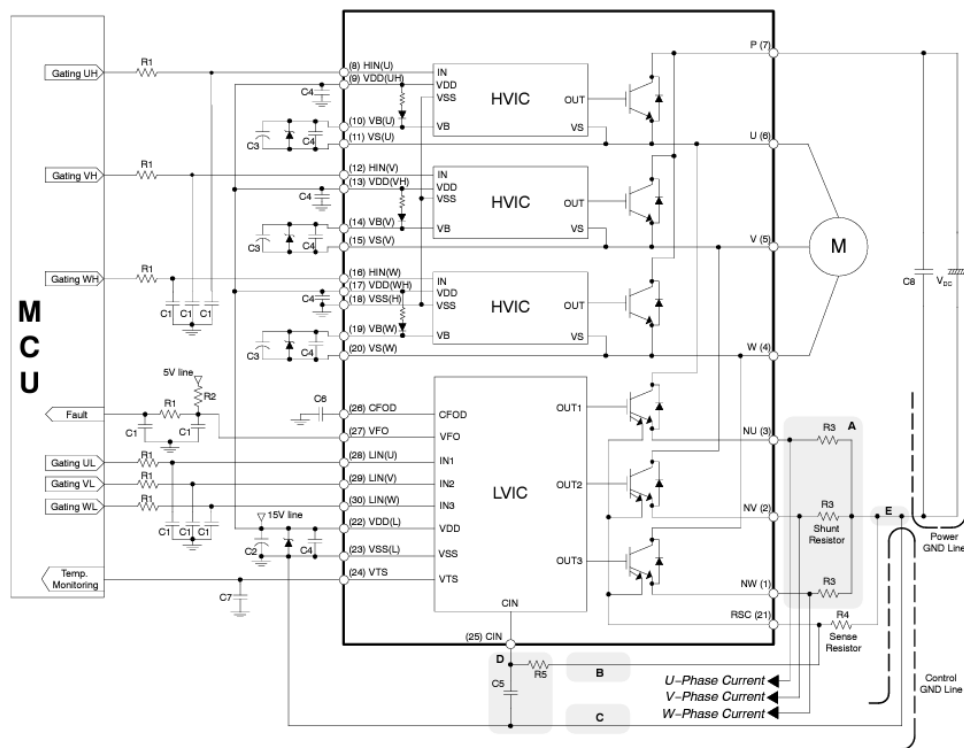 P (7)
(8) HIN(U)
(9) VDD(UH)
IN
VDD
VSS
HVIC
OUT
VS
VB
Gating UH
R1
C4
(10) VB(U)
(11) VS(U)
C3
C4
U (6)
Gating VH
R1
(12) HIN(V)
(13) VDD(VH)
C4
IN
VDD
VSS
HVIC
OUT
VS
VB
(14) VB(V)
(15) VS(V)
C3
C4
V (5)
M
C8
VDC
Gating WH
R1
C1
C1
C1
(16) HIN(W)
(17) VDD(WH)
(18) VSS(H)
C4
IN
VDD
VSS
HVIC
OUT
VS
VB
(19) VB(W)
(20) VS(W)
C3
C4
W (4)
MCU
5V line
R2
R1
Fault
C1
C1
C6
(26) CFOD
(27) VFO
(28) LIN(U)
(29) LIN(V)
(30) LIN(W)
(22) VDD(L)
(23) VSS(L)
(24) VTS
CFOD
VFO
IN1
IN2
IN3
VDD
VSS
VTS
LVIC
OUT1
OUT2
OUT3
CIN
Gating UL
Gating VL
Gating WL
R1
R1
R1
C1
C1
C1
15V line
C2
C4
Temp.
Monitoring
C7
NU (3)
R3
A
NV (2)
R3
Shunt
Resistor
E
Power
GND Line
NW (1)
R3
RSC (21)
R4
Sense
Resistor
(25) CIN
D
R5
B
C5
C
U-Phase Current
V-Phase Current
W-Phase Current
Control
GND Line